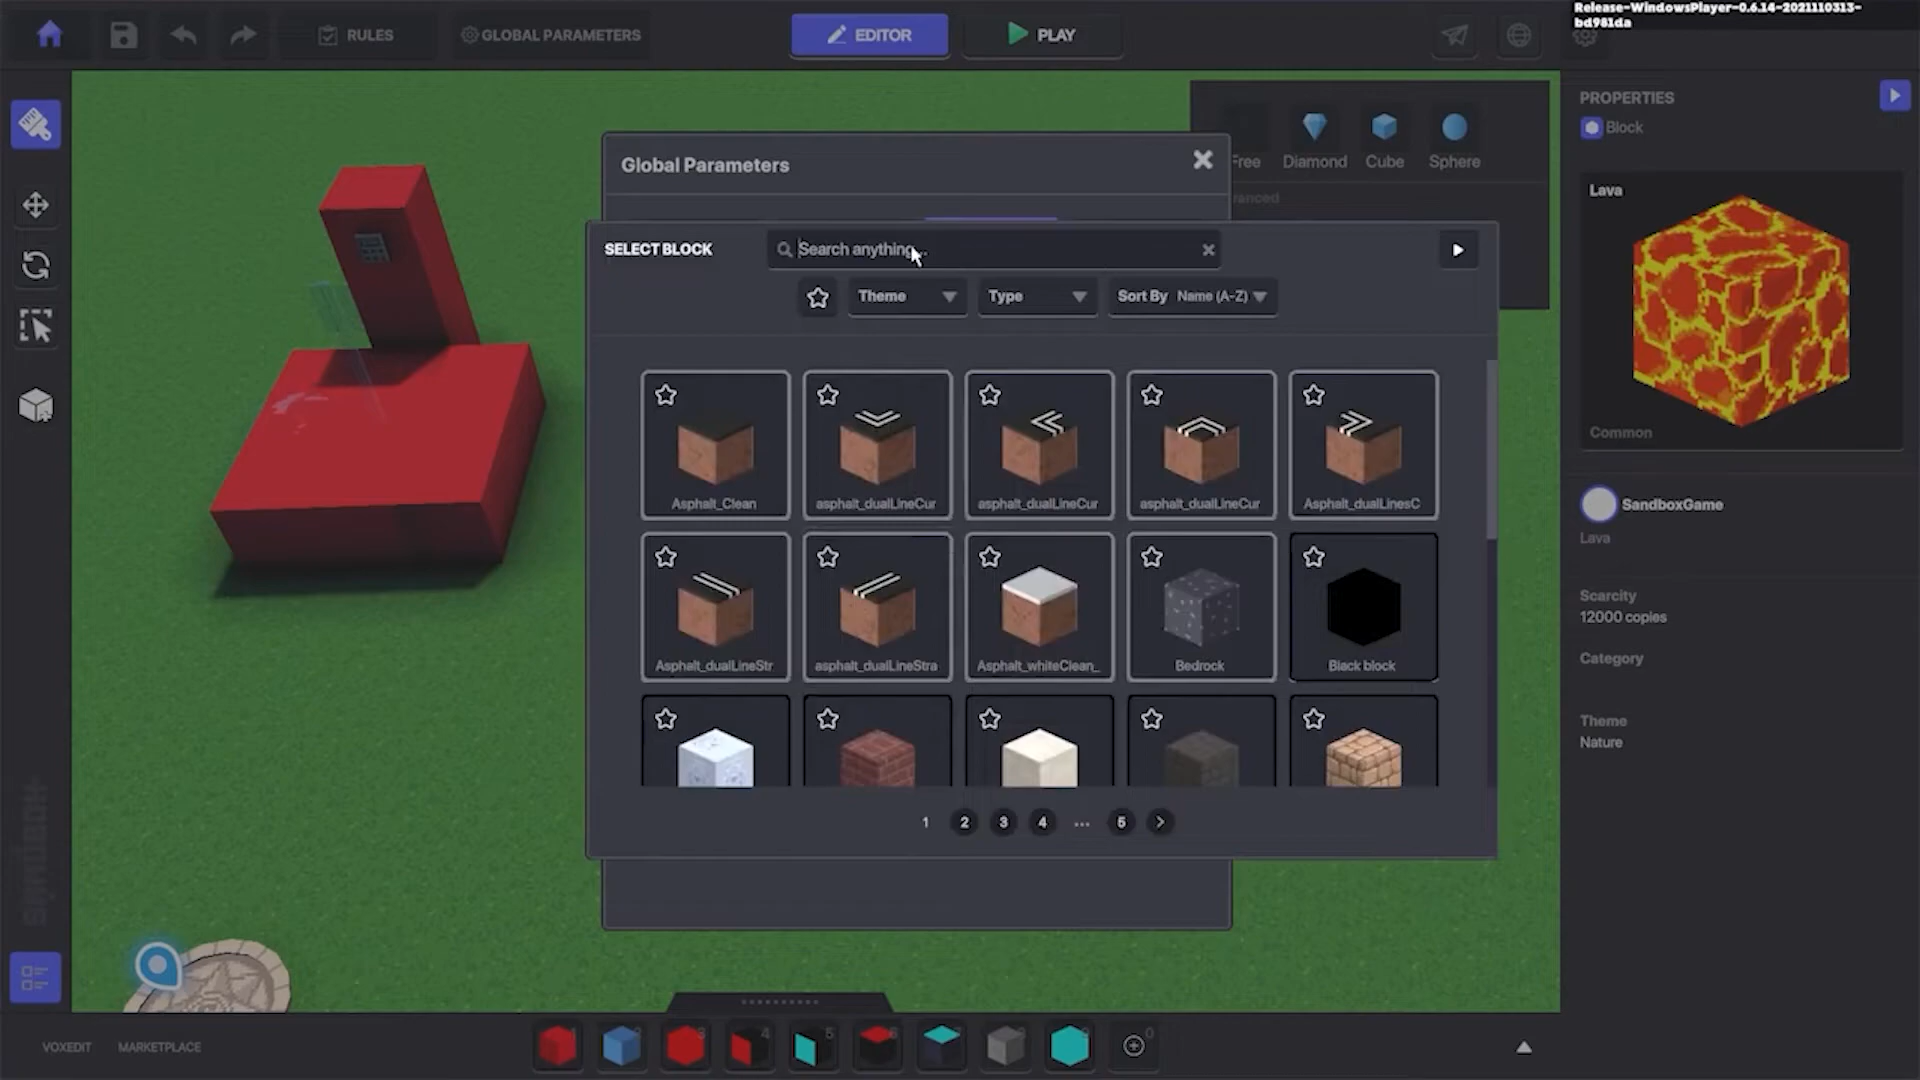 Release-WindowsPlayer-0.6.14-2021110313-
bd981da
RULES
GLOBAL PARAMETERS
EDITOR
PLAY
PROPERTIES
Block
Free
Diamond
Cube
Sphere
Global Parameters
Lava
Common
SELECT BLOCK
Search anything...
Theme
Type
Sort By Name (A-Z)
Asphalt_Clean
asphalt_dualLineCur
asphalt_dualLineCur
asphalt_dualLineCur
Asphalt_dualLinesC
Asphalt_dualLineStr
asphalt_dualLineStra
Asphalt_whiteClean_
Bedrock
Black block
1 2 3 4 ... 5
SandboxGame
Lava
Scarcity
12000 copies
Category
Theme
Nature
VOXEDIT
MARKETPLACE